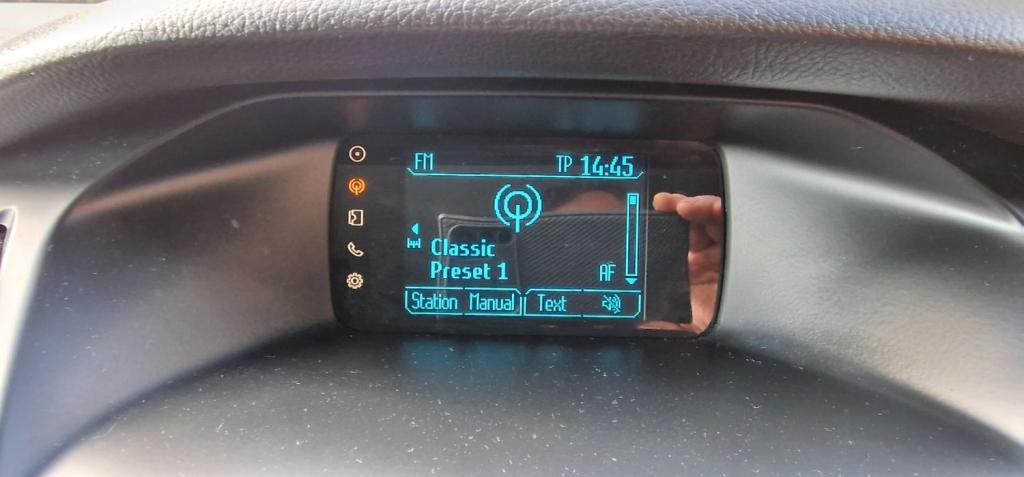 FM TP 14:45
Classic
Preset 1 AF
Station Manual Text